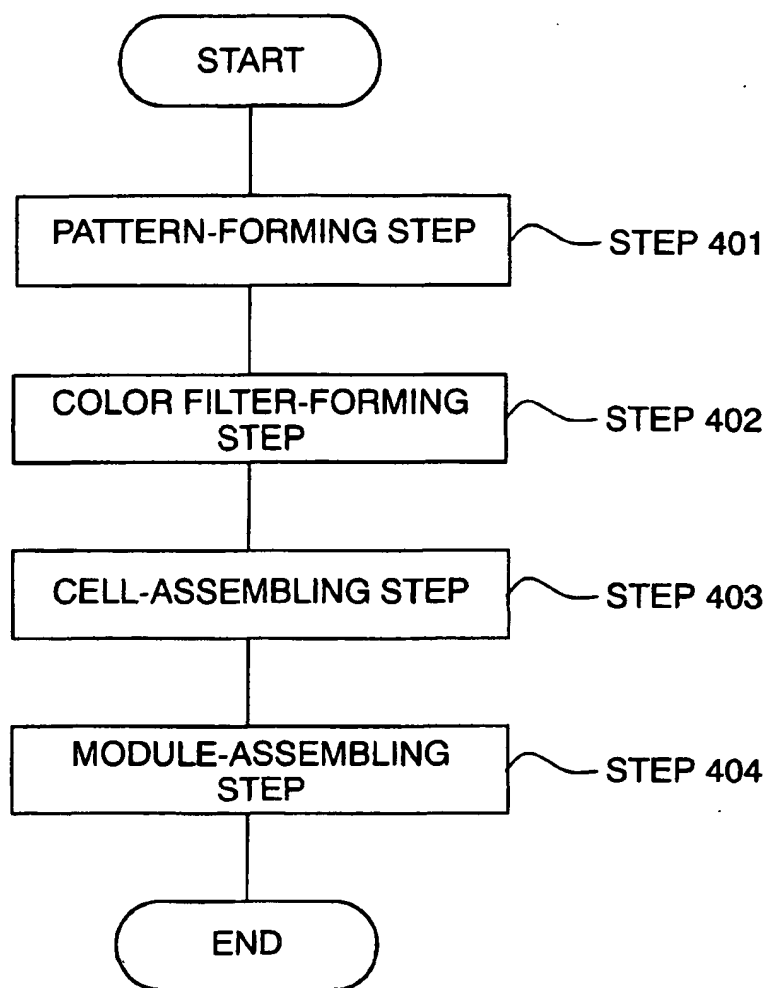 START
PATTERN-FORMING STEP
STEP 401
COLOR FILTER-FORMING
STEP
STEP 402
CELL-ASSEMBLING STEP
STEP 403
MODULE-ASSEMBLING
STEP
STEP 404
END